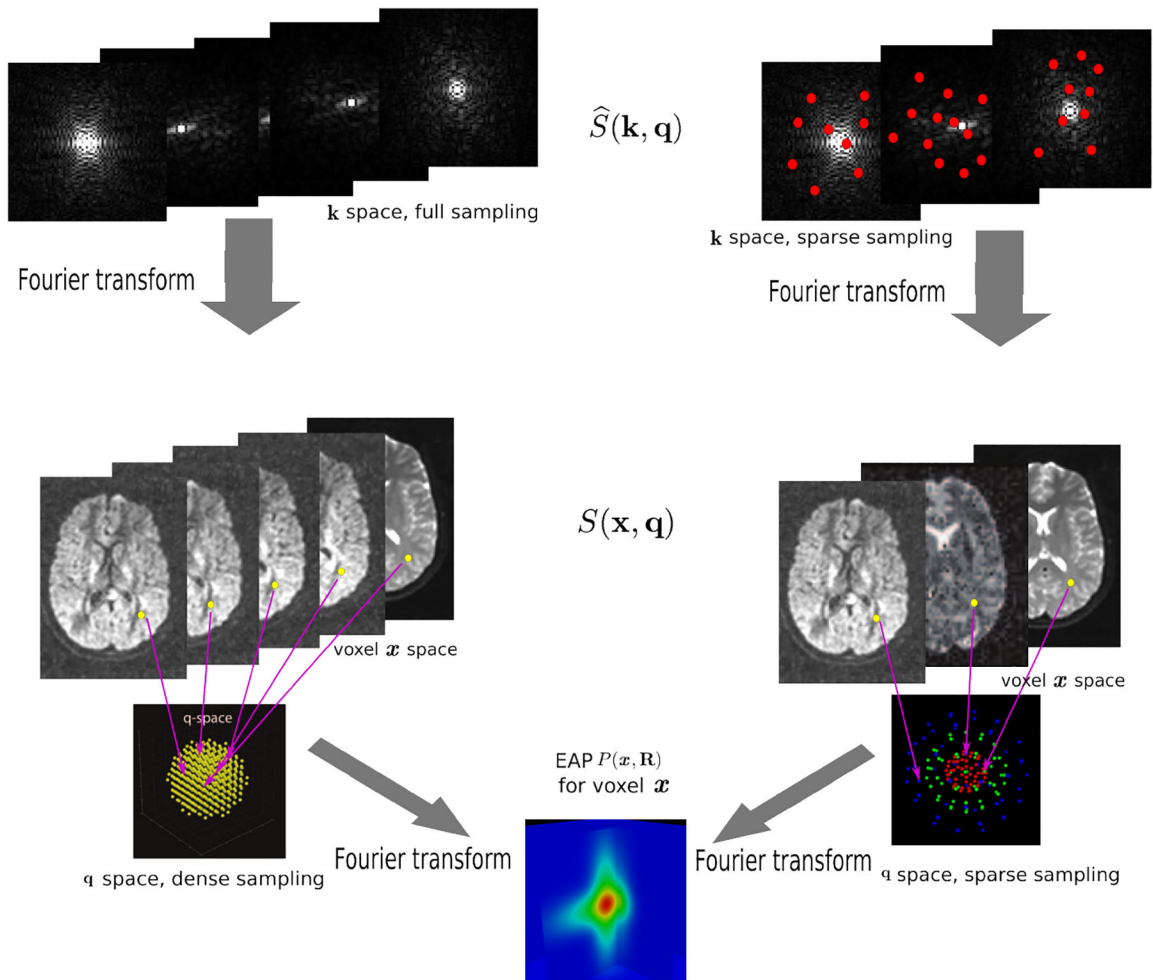 Ŝ(k, q)
k space, full sampling
k space, sparse sampling
Fourier transform
Fourier transform
S(x, q)
voxel x space
voxel x space
q-space
EAP P(x, R)
for voxel x
Fourier transform
Fourier transform
q space, dense sampling
q space, sparse sampling